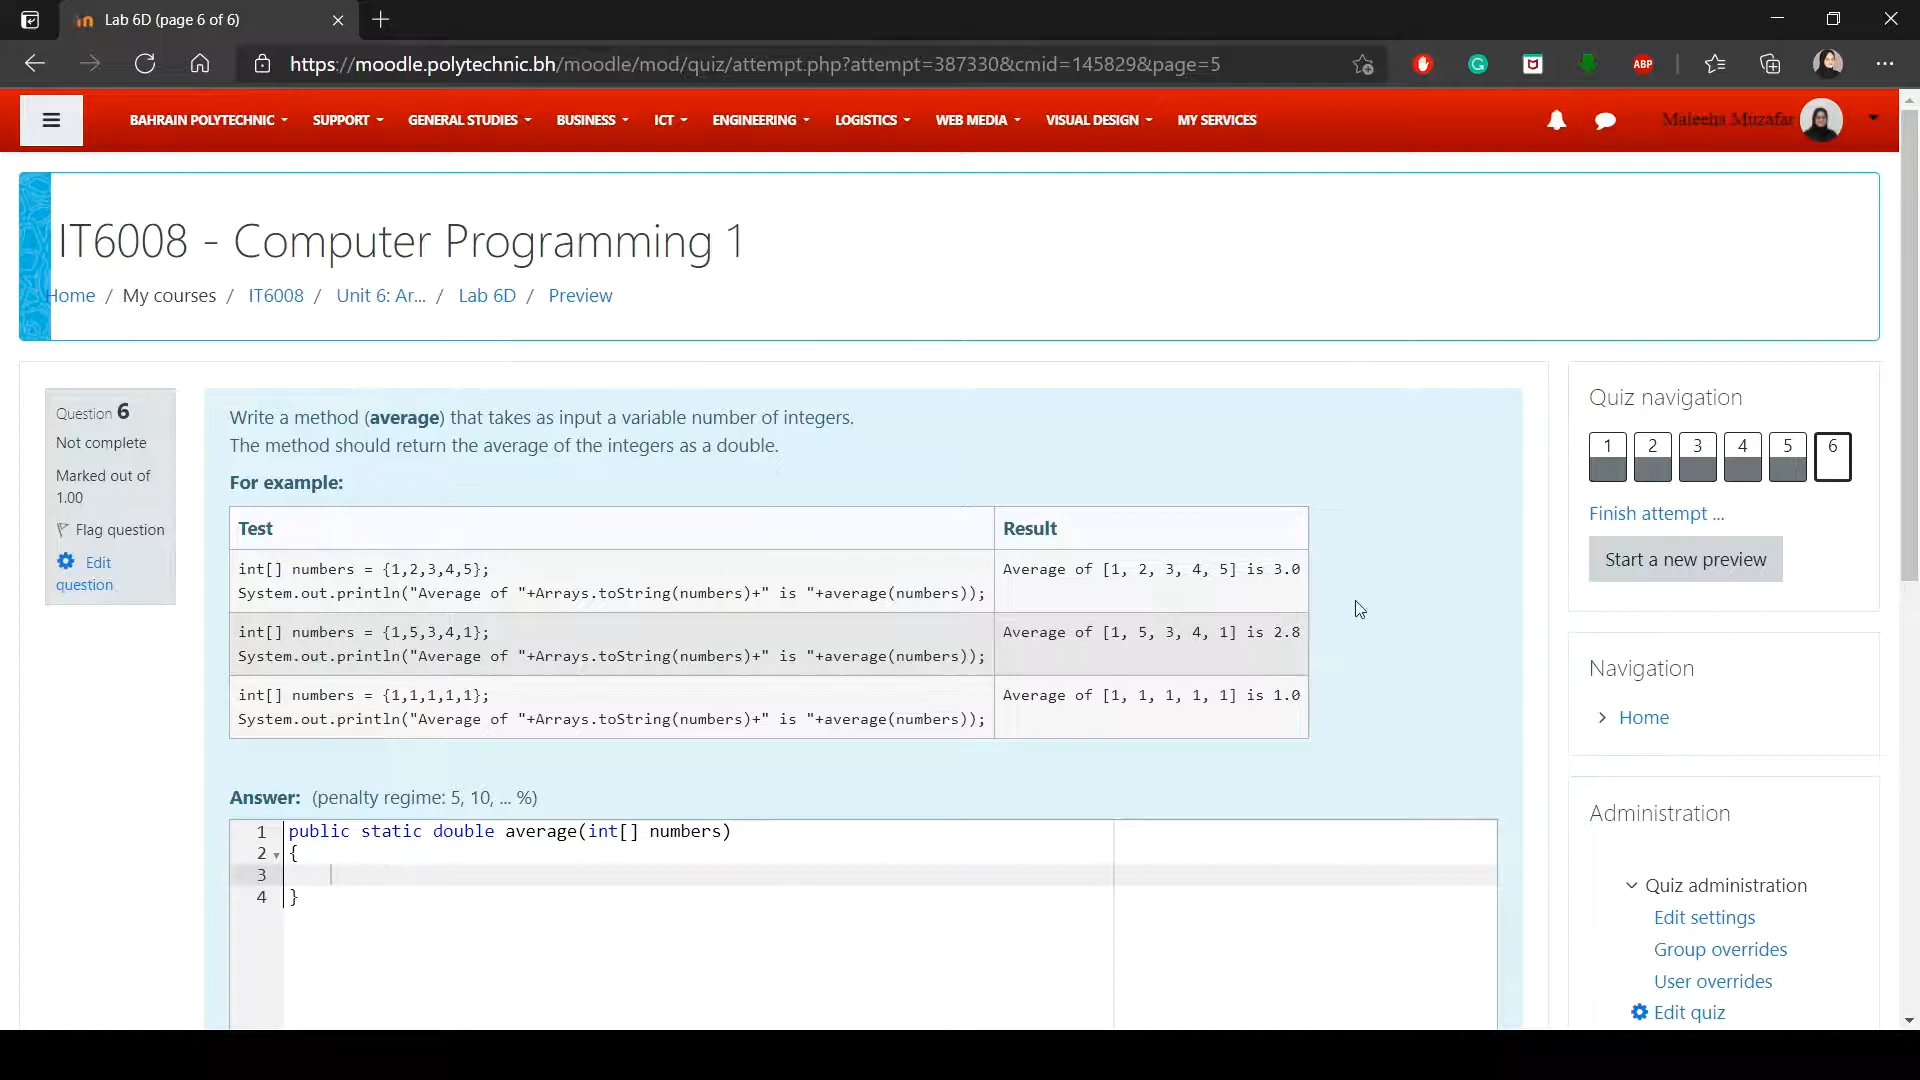 Lab 6D (page 6 of 6)
https://moodle.polytechnic.bh/moodle/mod/quiz/attempt.php?attempt=387330&cmid=145829&page=5
ABP
BAHRAIN POLYTECHNIC SUPPORT GENERAL STUDIES BUSINESS ICT ENGINEERING LOGISTICS WEB MEDIA VISUAL DESIGN MY SERVICES
Maleeha Muzafar
IT6008 - Computer Programming 1
Home / My courses / IT6008 / Unit 6: Ar... / Lab 6D / Preview
Question 6
Not complete
Marked out of
1.00
Flag question
Edit
question
Write a method (average) that takes as input a variable number of integers.
The method should return the average of the integers as a double.
For example:
Test Result
int[] numbers = {1,2,3,4,5};
System.out.println("Average of "+Arrays.toString(numbers)+" is "+average(numbers));
Average of [1, 2, 3, 4, 5] is 3.0
int[] numbers = {1,5,3,4,1};
System.out.println("Average of "+Arrays.toString(numbers)+" is "+average(numbers));
Average of [1, 5, 3, 4, 1] is 2.8
int[] numbers = {1,1,1,1,1};
System.out.println("Average of "+Arrays.toString(numbers)+" is "+average(numbers));
Average of [1, 1, 1, 1, 1] is 1.0
Answer: (penalty regime: 5, 10, ... %)
1 public static double average(int[] numbers)
2 {
3
4 }
Quiz navigation
1 2 3 4 5 6
Finish attempt ...
Start a new preview
Navigation
Home
Administration
Quiz administration
Edit settings
Group overrides
User overrides
Edit quiz